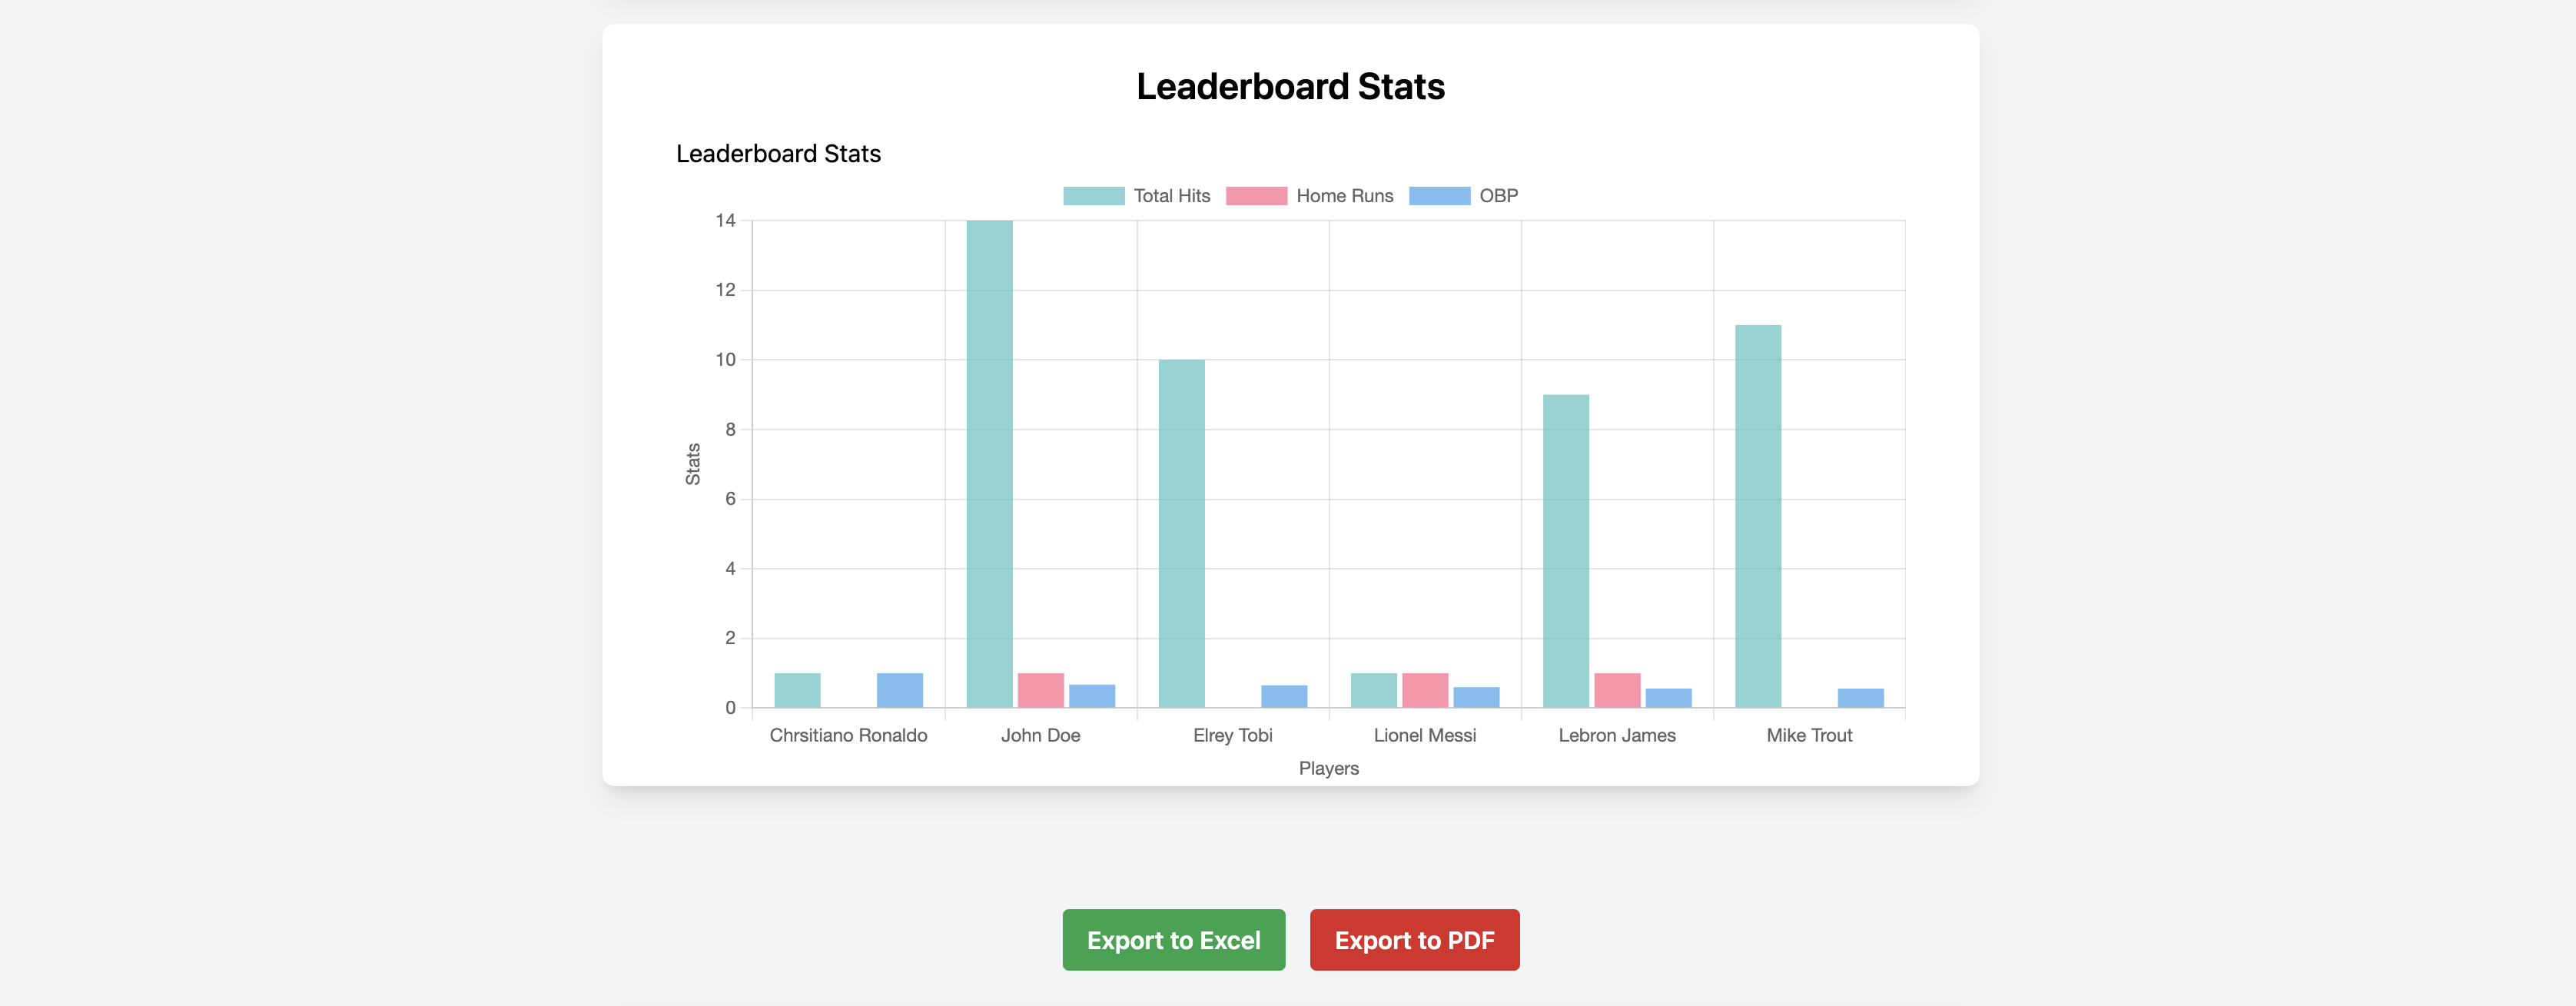 Leaderboard Stats
Leaderboard Stats
Total Hits Home Runs OBP
14
12
10
8
6
4
2
0
Stats
Chrsitiano Ronaldo John Doe Elrey Tobi Lionel Messi Lebron James Mike Trout
Players
Export to Excel Export to PDF